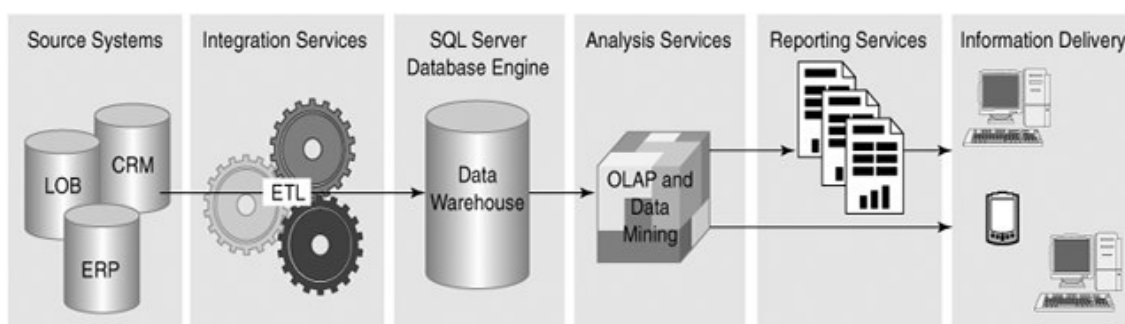 Source Systems
Integration Services
SQL Server
Database Engine
Analysis Services
Reporting Services
Information Delivery
LOB
CRM
ERP
ETL
Data
Warehouse
OLAP and
Data
Mining